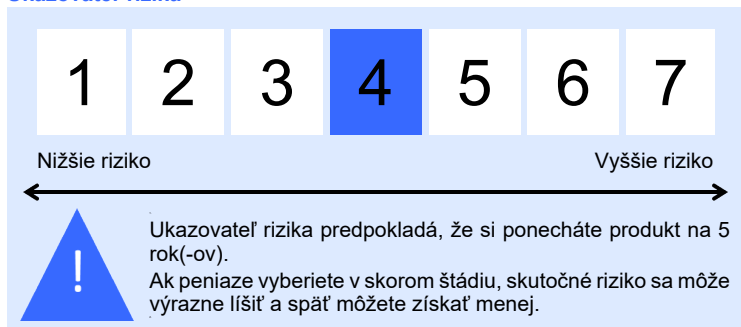 1 2 3 4 5 6 7
Nižšie riziko Vyššie riziko
!
Ukazovateľ rizika predpokladá, že si ponecháte produkt na 5
rok(-ov).
Ak peniaze vyberiete v skorom štádiu, skutočné riziko sa môže
výrazne líšiť a späť môžete získať menej.